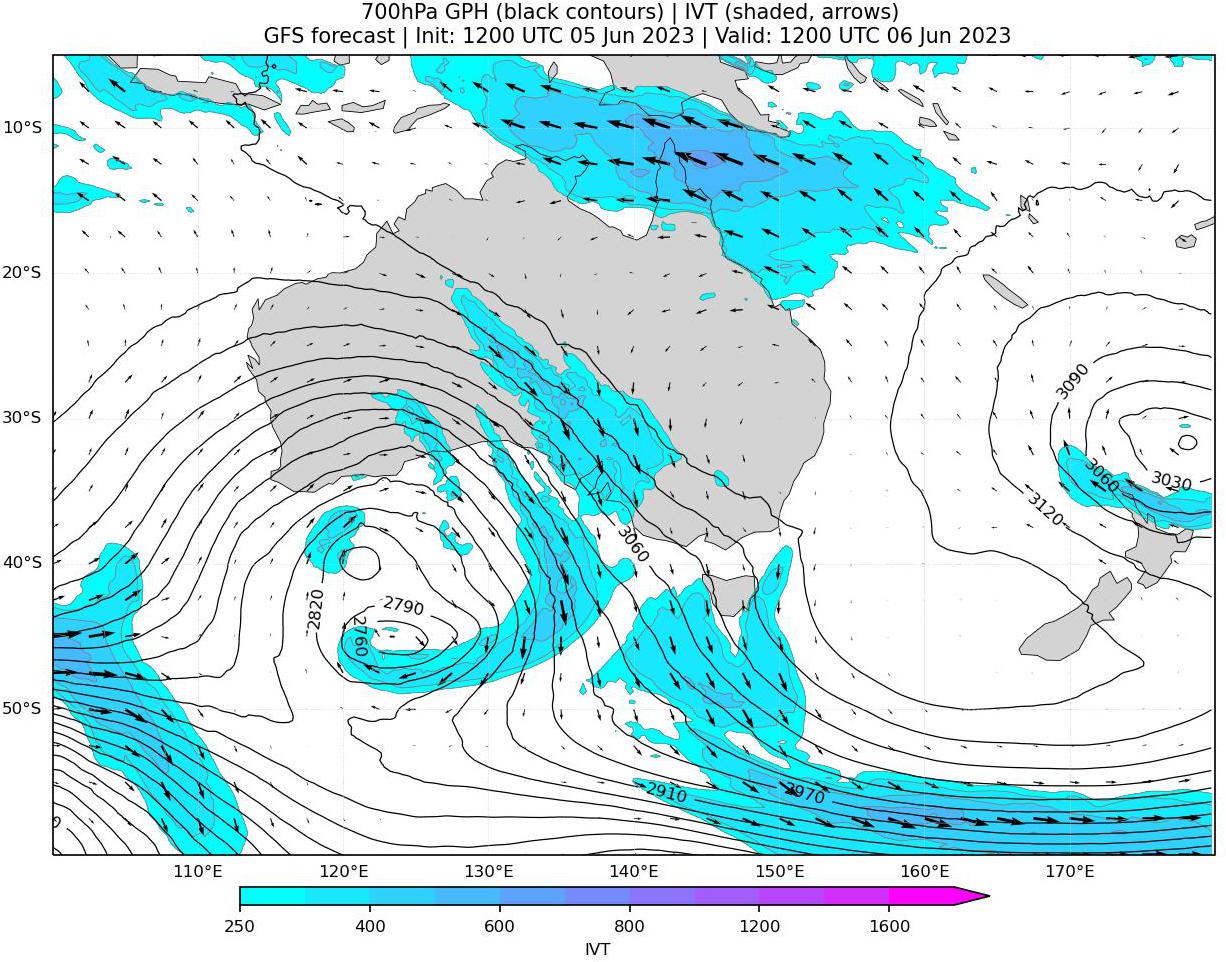 700hPa GPH (black contours) | IVT (shaded, arrows)
GFS forecast | Init: 1200 UTC 05 Jun 2023 | Valid: 1200 UTC 06 Jun 2023
10°S
20°S
3090
30°S
3060
3030
3120
3060
40°S
2790
2820
2760
50°S
2910
2970
0
110°E 120°E 130°E 140°E 150°E 160°E 170°E
250 400 600 800 1200 1600
IVT